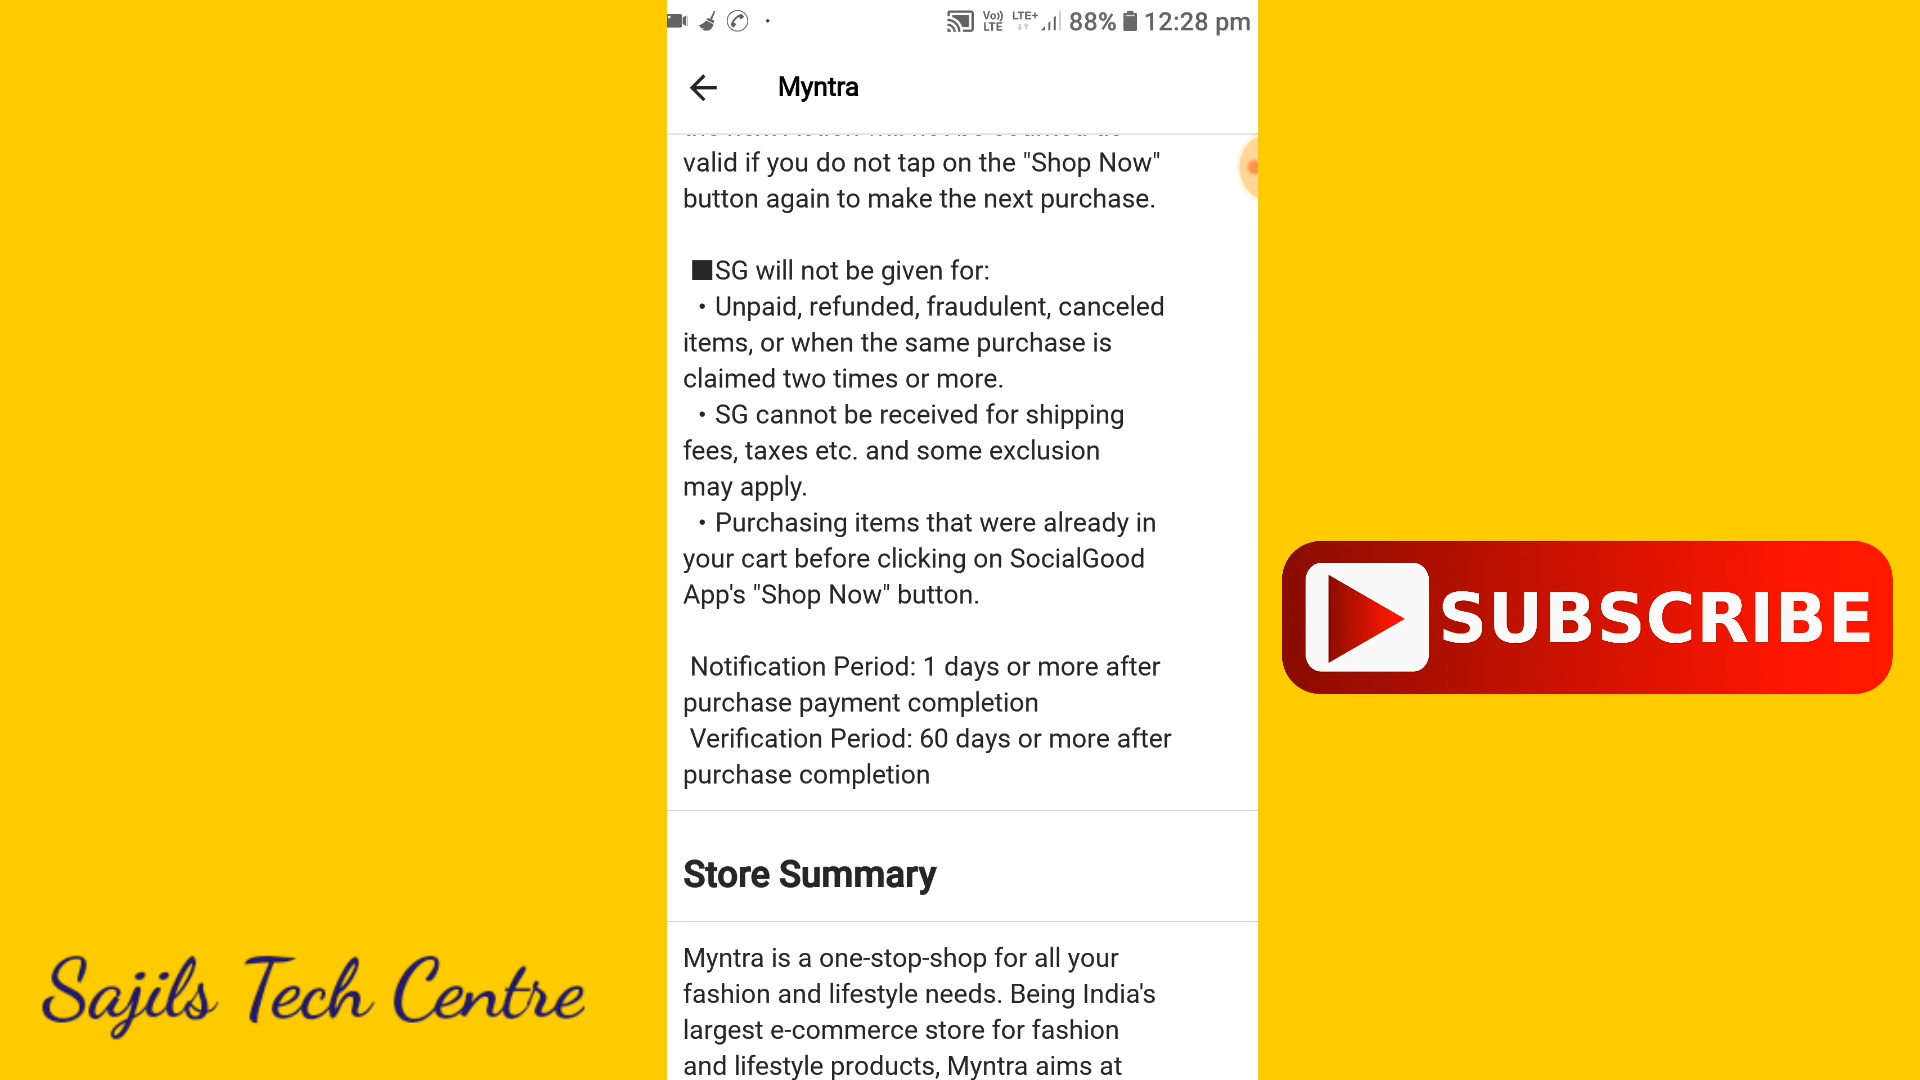 Vo)) LTE LTE+ 88% 12:28 pm
Myntra
valid if you do not tap on the "Shop Now"
button again to make the next purchase.
■SG will not be given for:
・Unpaid, refunded, fraudulent, canceled
items, or when the same purchase is
claimed two times or more.
・SG cannot be received for shipping
fees, taxes etc. and some exclusion
may apply.
・Purchasing items that were already in
your cart before clicking on SocialGood
App's "Shop Now" button.
Notification Period: 1 days or more after
purchase payment completion
Verification Period: 60 days or more after
purchase completion
Store Summary
Myntra is a one-stop-shop for all your
fashion and lifestyle needs. Being India's
largest e-commerce store for fashion
and lifestyle products, Myntra aims at
SUBSCRIBE
Sajils Tech Centre